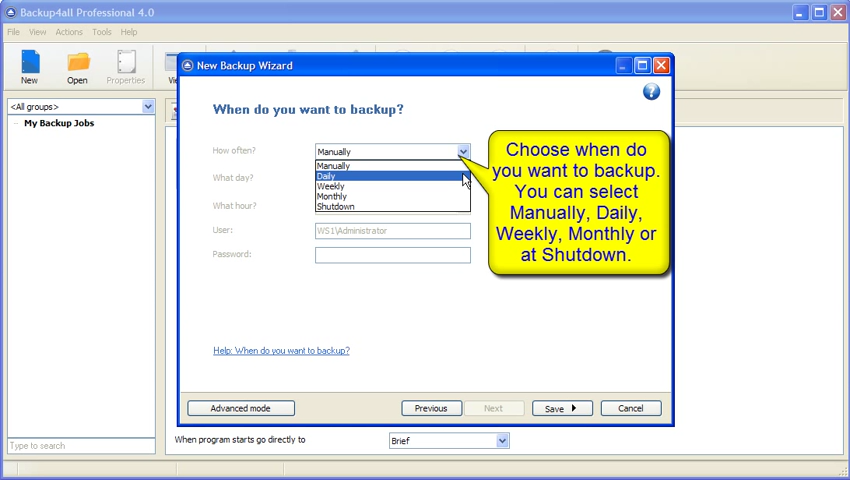 Backup4all Professional 4.0
File View Actions Tools Help
New Open Properties
<All groups>
My Backup Jobs
New Backup Wizard
When do you want to backup?
How often? Manually
Manually
Daily
Weekly
Monthly
Shutdown
What day?
What hour?
User: WS1\Administrator
Password:
Choose when do
you want to backup.
You can select
Manually, Daily,
Weekly, Monthly or
at Shutdown.
Help: When do you want to backup?
Advanced mode Previous Next Save Cancel
Type to search
When program starts go directly to Brief